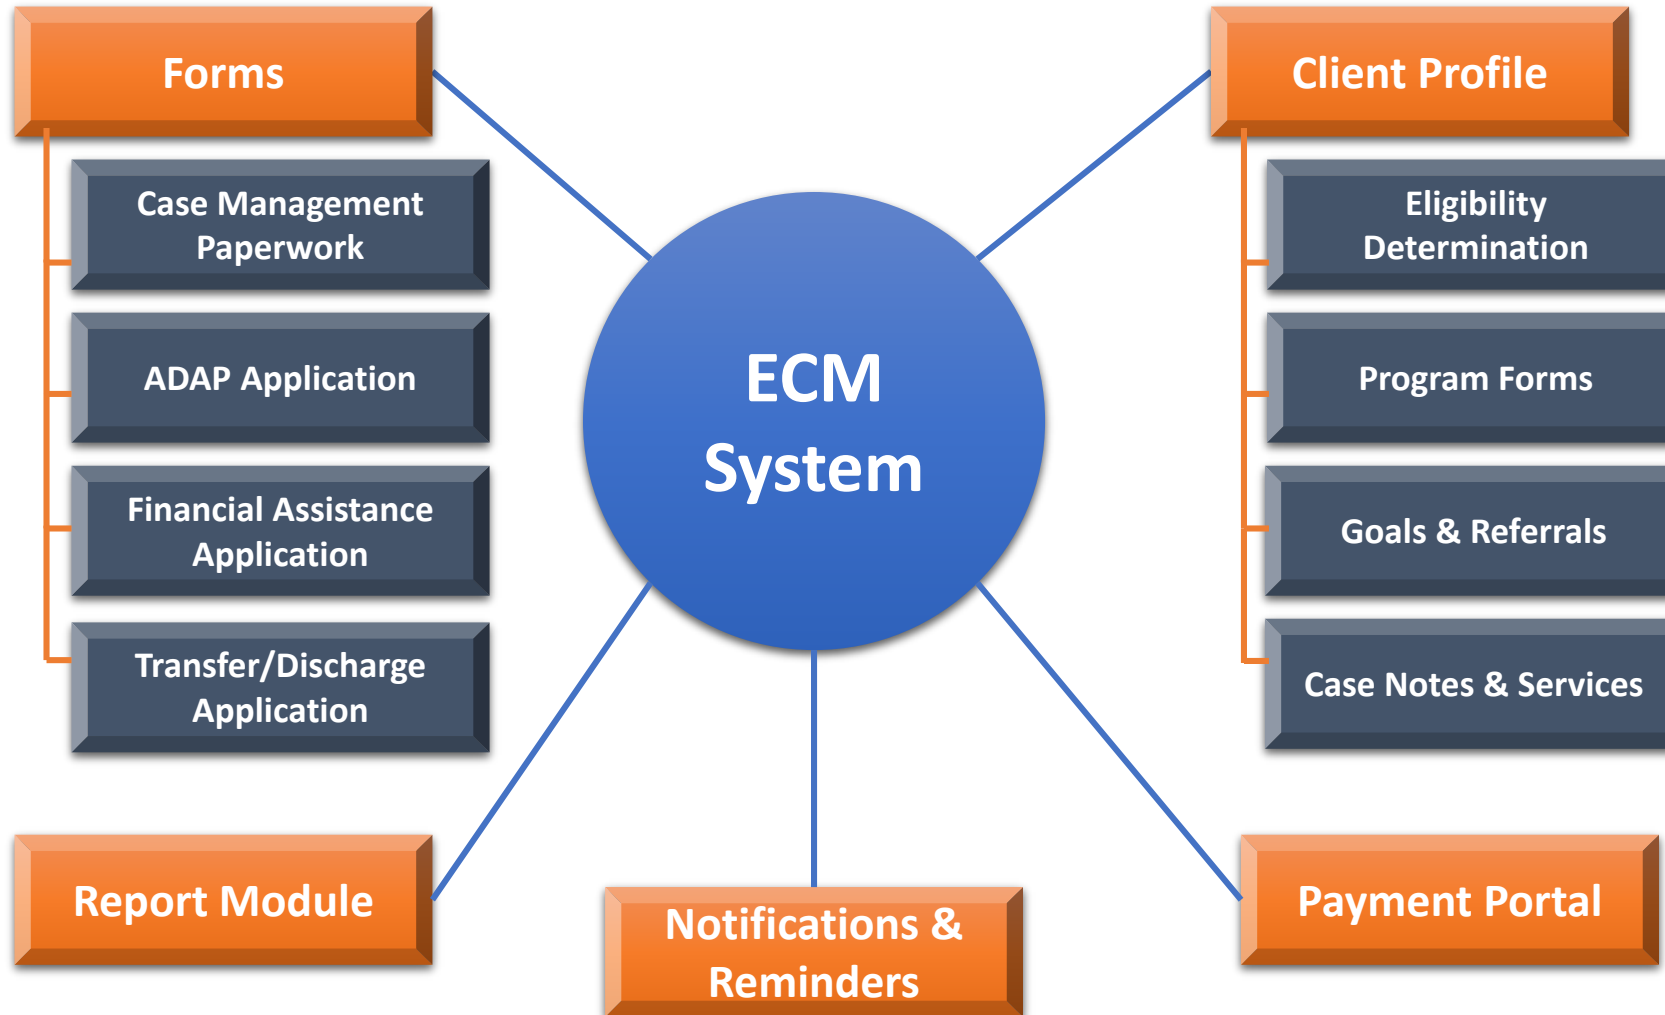 Forms
Case Management
Paperwork
ADAP Application
Financial Assistance
Application
Transfer/Discharge
Application
ECM
System
Client Profile
Eligibility
Determination
Program Forms
Goals & Referrals
Case Notes & Services
Report Module
Notifications &
Reminders
Payment Portal